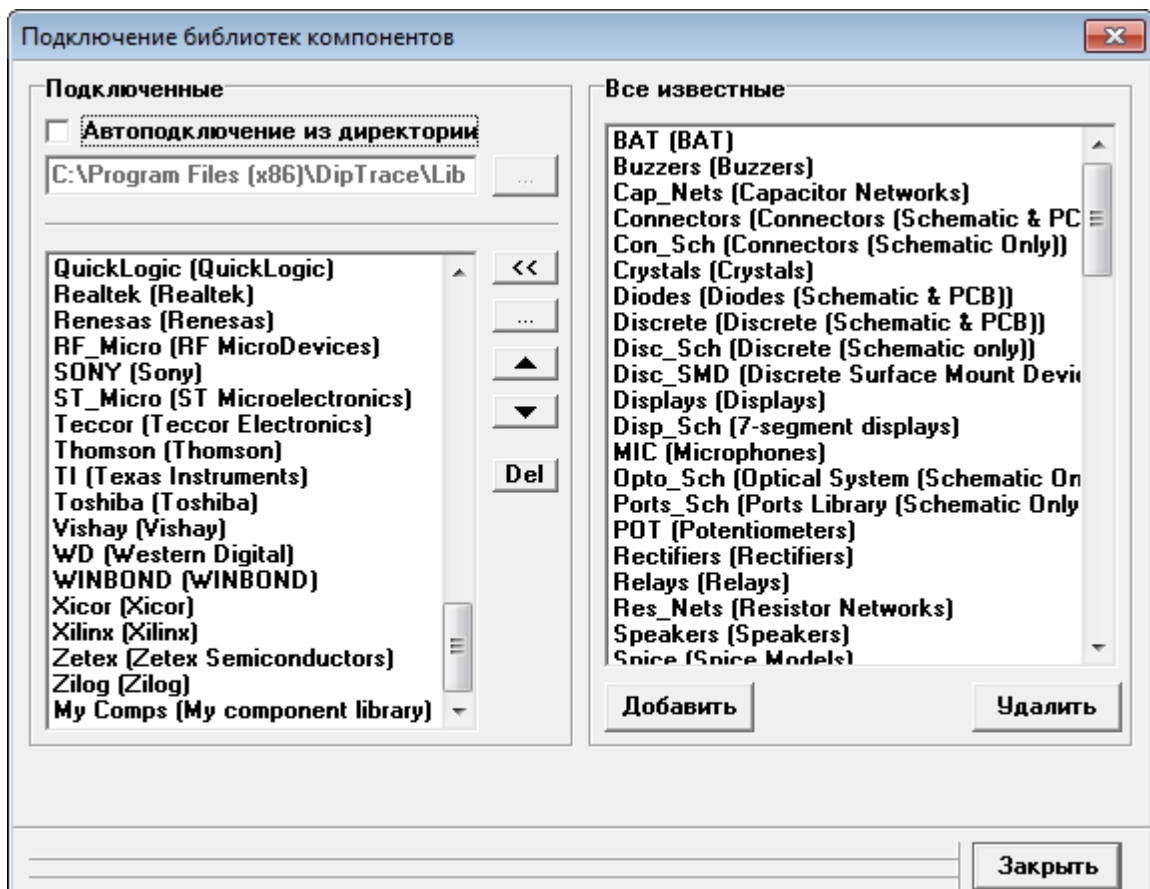 Подключение библиотек компонентов
Подключенные
Автоподключение из директории
C:\Program Files (x86)\DipTrace\Lib
...
QuickLogic (QuickLogic)
Realtek (Realtek)
Renesas (Renesas)
RF_Micro (RF MicroDevices)
SONY (Sony)
ST_Micro (ST Microelectronics)
Teccor (Teccor Electronics)
Thomson (Thomson)
TI (Texas Instruments)
Toshiba (Toshiba)
Vishay (Vishay)
WD (Western Digital)
WINBOND (WINBOND)
Xicor (Xicor)
Xilinx (Xilinx)
Zetex (Zetex Semiconductors)
Zilog (Zilog)
My Comps (My component library)
<<
...
Del
Все известные
BAT (BAT)
Buzzers (Buzzers)
Cap_Nets (Capacitor Networks)
Connectors (Connectors (Schematic & PC
Con_Sch (Connectors (Schematic Only))
Crystals (Crystals)
Diodes (Diodes (Schematic & PCB))
Discrete (Discrete (Schematic & PCB))
Disc_Sch (Discrete (Schematic only))
Disc_SMD (Discrete Surface Mount Devi
Displays (Displays)
Disp_Sch (7-segment displays)
MIC (Microphones)
Opto_Sch (Optical System (Schematic On
Ports_Sch (Ports Library (Schematic Only
POT (Potentiometers)
Rectifiers (Rectifiers)
Relays (Relays)
Res_Nets (Resistor Networks)
Speakers (Speakers)
Spice (Spice Models)
Добавить
Удалить
Закрыть